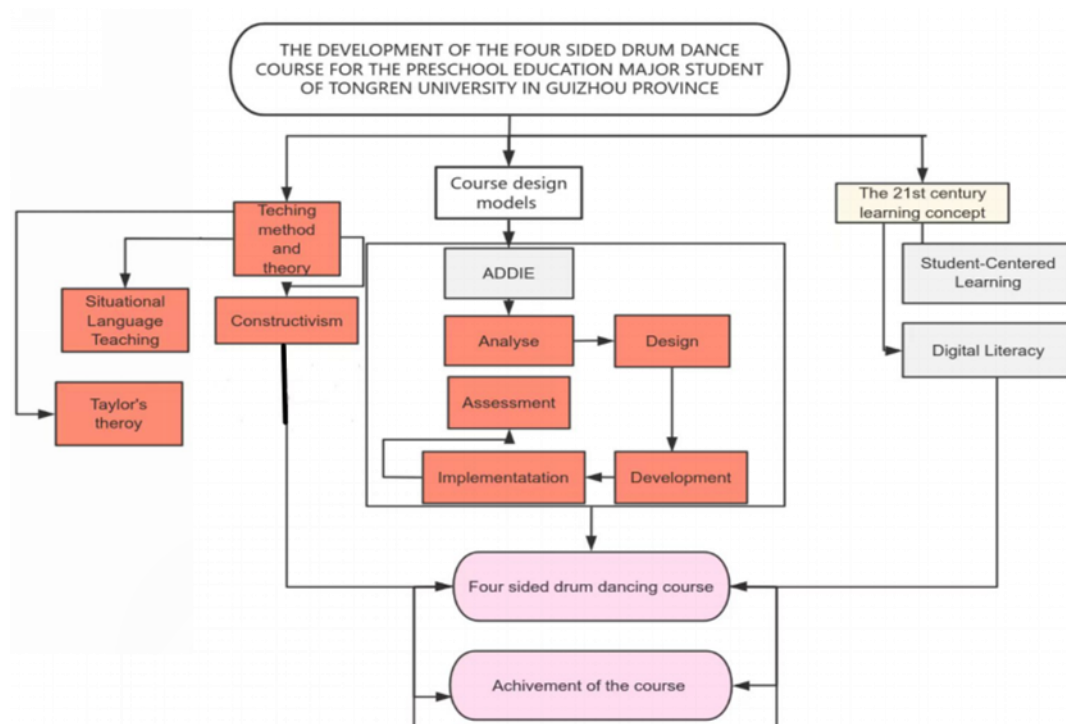 THE DEVELOPMENT OF THE FOUR SIDED DRUM DANCE
COURSE FOR THE PRESCHOOL EDUCATION MAJOR STUDENT
OF TONGREN UNIVERSITY IN GUIZHOU PROVINCE
Teching
method
and
theory
Course design
models
The 21st century
learning concept
Situational
Language
Teaching
Constructivism
ADDIE
Student-Centered
Learning
Analyse
Design
Digital Literacy
Taylor's
theroy
Assessment
Implementatation
Development
Four sided drum dancing course
Achivement of the course